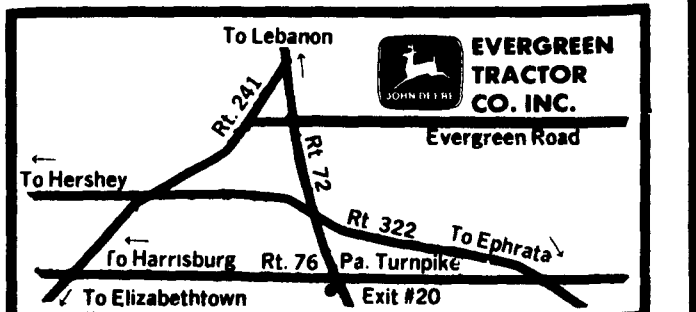 To Lebanon
↑
JOHN DEERE
EVERGREEN
TRACTOR
CO. INC.
Rt. 241
Evergreen Road
Rt 72
←
To Hershey
Rt 322
To Ephrata
←
To Harrisburg Rt. 76 Pa. Turnpike
To Elizabethtown
Exit #20